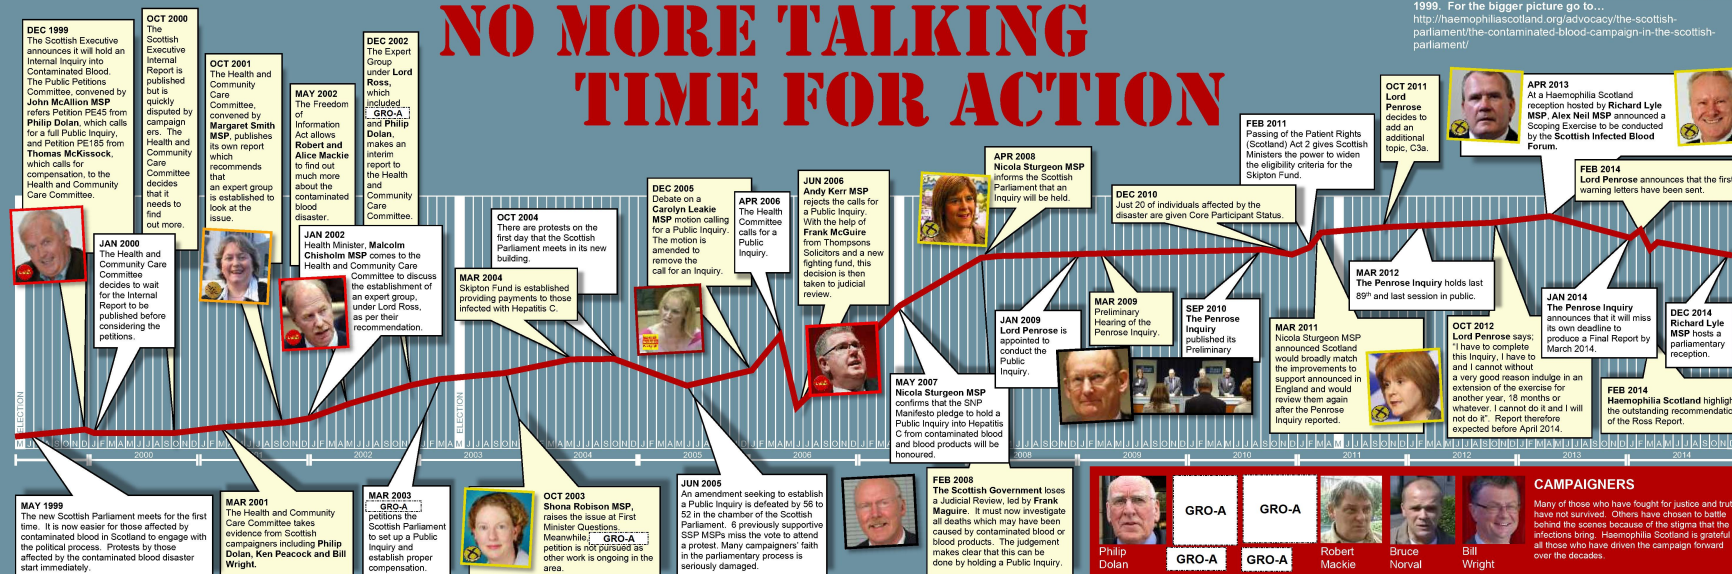 NO MORE TALKING
TIME FOR ACTION
1999. For the bigger picture go to...
http://haemophiliascotland.org/advocacy/the-scottish-
parliament/the-contaminated-blood-campaign-in-the-scottish-
parliament/
DEC 1999
The Scottish Executive
announces it will hold an
Internal Inquiry into
Contaminated Blood.
The Public Petitions
Committee, convened by
John McAllion MSP
refers Petition PE45 from
Philip Dolan, which calls
for a full Public Inquiry,
and Petition PE185 from
Thomas McKissock,
which calls for
compensation, to the
Health and Community
Care Committee.
OCT 2000
The
Scottish
Executive
Internal
Report is
published
but is
quickly
disputed by
campaign
ers. The
Health and
Community
Care
Committee
decides
that it
needs to
find
out more.
OCT 2001
The Health and
Community
Care
Committee,
convened by
Margaret Smith
MSP, publishes
its own report
which
recommends
that
an expert group
is established to
look at the
issue.
MAY 2002
The Freedom
of
Information
Act allows
Robert and
Alice Mackie
to find out
much more
about the
contaminated
blood
disaster.
DEC 2002
The Expert
Group
under Lord
Ross,
which
included
GRO-A
and Philip
Dolan,
makes an
interim
report to
the Health
and
Community
Care
Committee.
JAN 2000
The Health and
Community Care
Committee
decides to wait
for the Internal
Report to be
published before
considering the
petitions.
JAN 2002
Health Minister, Malcolm
Chisholm MSP comes to the
Health and Community Care
Committee to discuss
the establishment of
an expert group,
under Lord Ross,
as per their
recommendation.
OCT 2004
There are protests on the
first day that the Scottish
Parliament meets in its new
building.
MAR 2004
Skipton Fund is established
providing payments to those
infected with Hepatitis C.
DEC 2005
Debate on a
Carolyn Leakie
MSP motion calling
for a Public Inquiry.
The motion is
amended to
remove the
call for an Inquiry.
APR 2006
The Health
Committee
calls for a
Public
Inquiry.
JUN 2006
Andy Kerr MSP
rejects the calls for
a Public Inquiry.
With the help of
Frank McGuire
from Thompsons
Solicitors and a new
fighting fund, this
decision is then
taken to judicial
review.
APR 2008
Nicola Sturgeon MSP
informs the Scottish
Parliament that an
Inquiry will be held.
DEC 2010
Just 20 of individuals affected by the
disaster are given Core Participant Status.
FEB 2011
Passing of the Patient Rights
(Scotland) Act 2 gives Scottish
Ministers the power to widen
the eligibility criteria for the
Skipton Fund.
OCT 2011
Lord
Penrose
decides to
add an
additional
topic, C3a.
APR 2013
At a Haemophilia Scotland
reception hosted by Richard Lyle
MSP, Alex Neil MSP announced a
Scoping Exercise to be conducted
by the Scottish Infected Blood
Forum.
FEB 2014
Lord Penrose announces that the first
warning letters have been sent.
MAY 2007
Nicola Sturgeon MSP
confirms that the SNP
Manifesto pledge to hold a
Public Inquiry into Hepatitis
C from contaminated blood
and blood products will be
honoured.
JAN 2009
Lord Penrose is
appointed to
conduct the
Public
Inquiry.
MAR 2009
Preliminary
Hearing of the
Penrose Inquiry.
SEP 2010
The Penrose
Inquiry
published its
Preliminary
MAR 2011
Nicola Sturgeon MSP
announced Scotland
would broadly match
the improvements to
support announced in
England and would
review them again
after the Penrose
Inquiry reported.
MAR 2012
The Penrose Inquiry holds last
89th and last session in public.
OCT 2012
Lord Penrose says;
"I have to complete
this Inquiry, I have to
and I cannot without
a very good reason indulge in an
extension of the exercise for
another year, 18 months or
whatever. I cannot do it and I will
not do it". Report therefore
expected before April 2014.
JAN 2014
The Penrose Inquiry
announces that it will miss
its own deadline to
produce a Final Report by
March 2014.
DEC 2014
Richard Lyle
MSP hosts a
parliamentary
reception.
FEB 2014
Haemophilia Scotland highlight
the outstanding recommendatio
of the Ross Report.
ELECTION
ELECTION
2000
2002
2003
2004
2005
2006
2008
2009
2010
2011
2012
2013
2014
MAY 1999
The new Scottish Parliament meets for the first
time. It is now easier for those affected by
contaminated blood in Scotland to engage with
the political process. Protests by those
affected by the contaminated blood disaster
start immediately.
MAR 2001
The Health and Community
Care Committee takes
evidence from Scottish
campaigners including Philip
Dolan, Ken Peacock and Bill
Wright.
MAR 2003
GRO-A
petitions the
Scottish Parliament
to set up a Public
Inquiry and
establish proper
compensation.
OCT 2003
Shona Robison MSP,
raises the issue at First
Minister Questions.
Meanwhile, GRO-A
petition is not pursued as
other work is ongoing in the
area.
JUN 2005
An amendment seeking to establish
a Public Inquiry is defeated by 56 to
52 in the chamber of the Scottish
Parliament. 6 previously supportive
SSP MSPs miss the vote to attend
a protest. Many campaigners' faith
in the parliamentary process is
seriously damaged.
FEB 2008
The Scottish Government loses
a Judicial Review, led by Frank
Maguire. It must now investigate
all deaths which may have been
caused by contaminated blood or
blood products. The judgement
makes clear that this can be
done by holding a Public Inquiry.
Philip
Dolan
GRO-A
GRO-A
GRO-A
GRO-A
Robert
Mackie
Bruce
Norval
Bill
Wright
CAMPAIGNERS
Many of those who have fought for justice and trut
have not survived. Others have chosen to battle
behind the scenes because of the stigma that the
infections bring. Haemophilia Scotland is grateful
all those who have driven the campaign forward
over the decades.